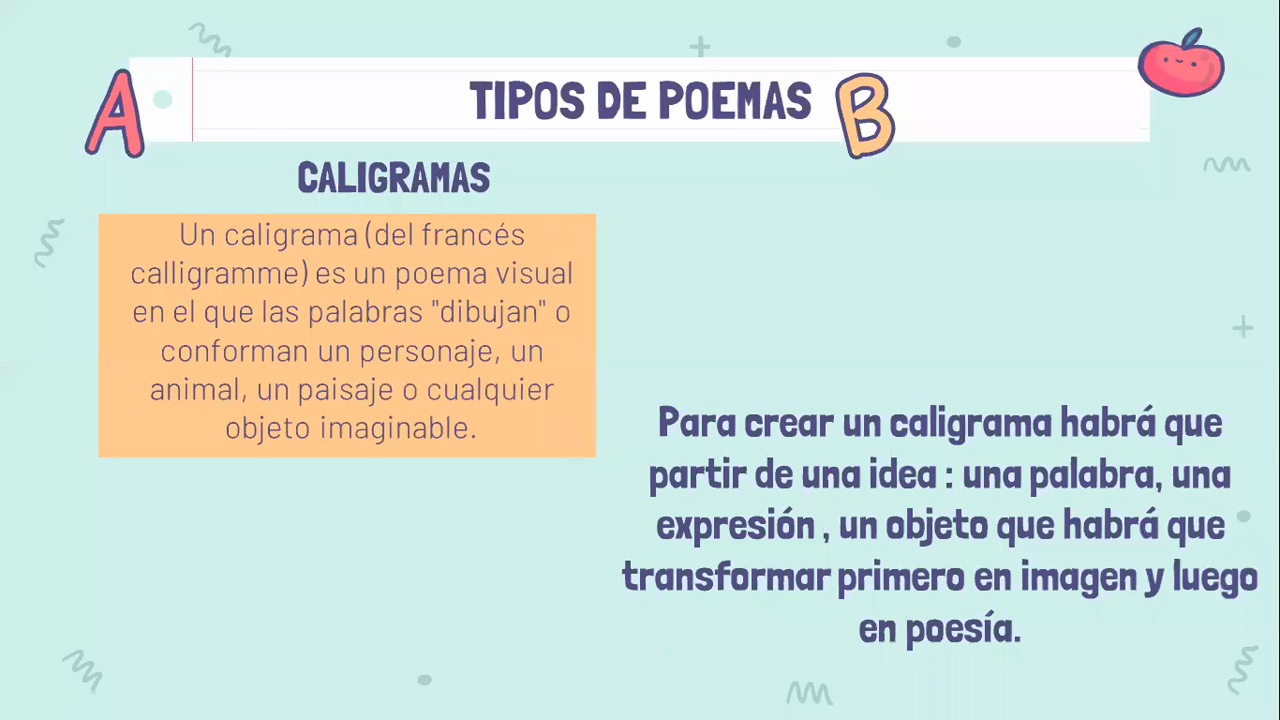 A
TIPOS DE POEMAS
B
CALIGRAMAS
Un caligrama (del francés
calligramme) es un poema visual
en el que las palabras "dibujan" o
conforman un personaje, un
animal, un paisaje o cualquier
objeto imaginable.
Para crear un caligrama habrá que
partir de una idea : una palabra, una
expresión , un objeto que habrá que
transformar primero en imagen y luego
en poesía.